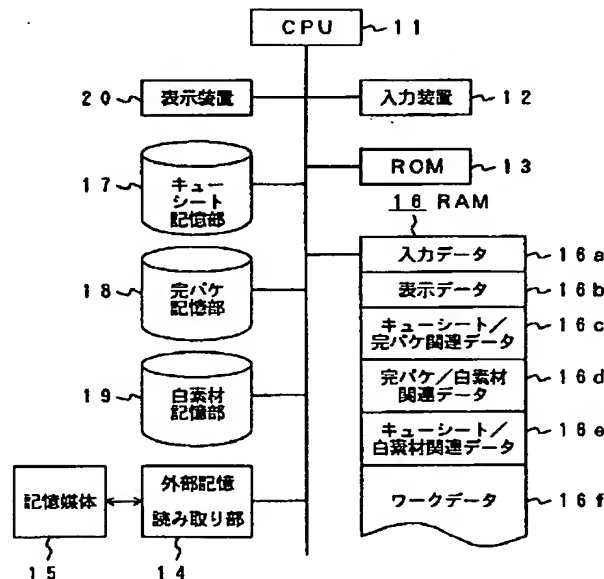 CPU 11
20 表示装置
入力装置 12
ROM 13
17 キュー
シート
記憶部
16 RAM
入力データ 16a
表示データ 16b
18 完パケ
記憶部
キューシート/
完パケ関連データ 16c
完パケ/白素材
関連データ 16d
19 白素材
記憶部
キューシート/
白素材関連データ 16e
記憶媒体
外部記憶
読み取り部
ワークデータ 16f
15 14